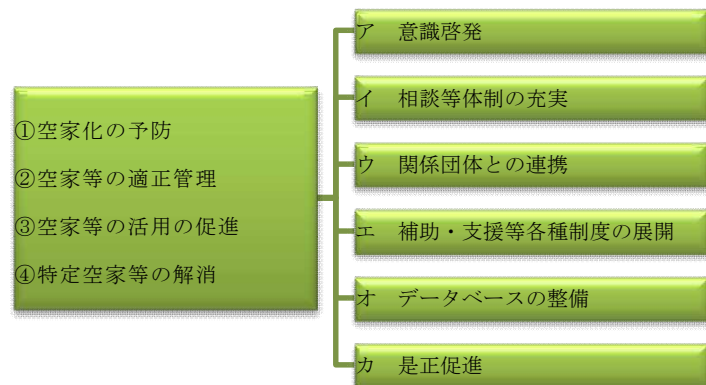 ①空家化の予防
②空家等の適正管理
③空家等の活用の促進
④特定空家等の解消
ア　意識啓発
イ　相談等体制の充実
ウ　関係団体との連携
エ　補助・支援等各種制度の展開
オ　データベースの整備
カ　是正促進